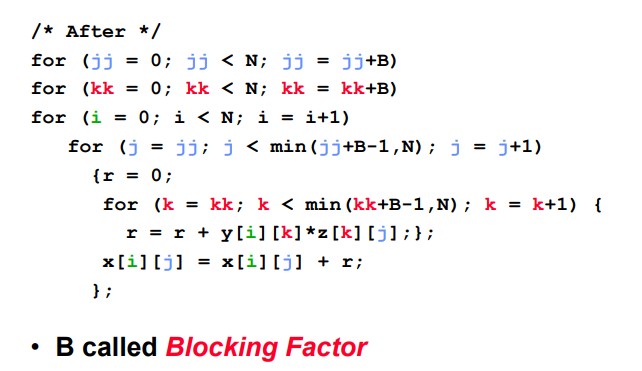 /* After */
for (jj = 0; jj < N; jj = jj+B)
for (kk = 0; kk < N; kk = kk+B)
for (i = 0; i < N; i = i+1)
for (j = jj; j < min(jj+B-1,N); j = j+1)
{r = 0;
for (k = kk; k < min(kk+B-1,N); k = k+1) {
r = r + y[i][k]*z[k][j];};
x[i][j] = x[i][j] + r;
};
• B called Blocking Factor